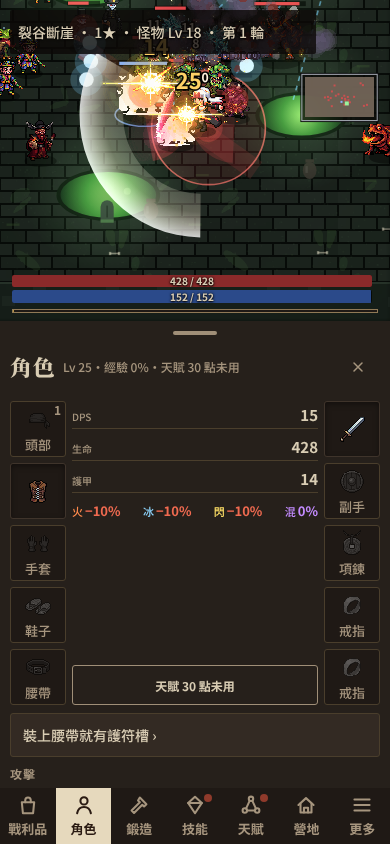 裂谷斷崖 • 1★ • 怪物 Lv 18 • 第 1 輪
250
428 / 428
152 / 152
角色 Lv 25・經驗 0%・天賦 30 點未用 ×
1
頭部
DPS 15
生命 428
護甲 14
副手
火 -10% 冰 -10% 閃 -10% 混 0%
手套
項鍊
鞋子
戒指
腰帶
天賦 30 點未用
戒指
裝上腰帶就有護符槽 ›
攻擊
戰利品 角色 鍛造 技能 天賦 營地 更多